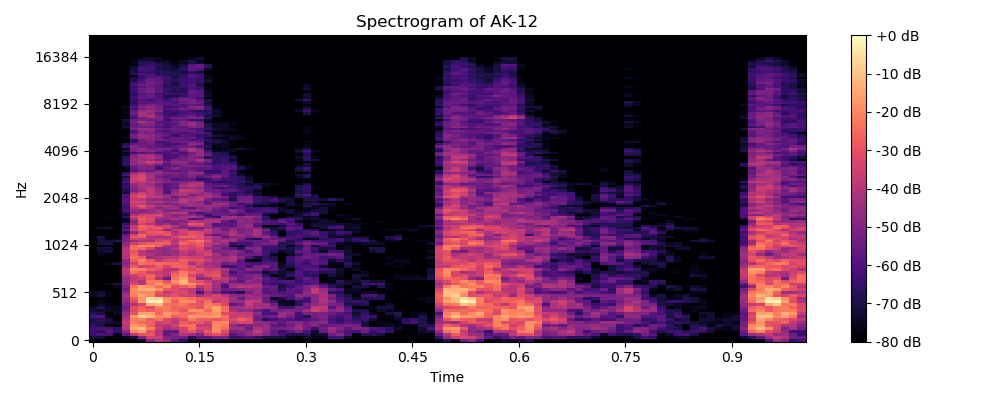 Spectrogram of AK-12
Hz
16384
8192
4096
2048
1024
512
0
0 0.15 0.3 0.45 0.6 0.75 0.9
Time
+0 dB
-10 dB
-20 dB
-30 dB
-40 dB
-50 dB
-60 dB
-70 dB
-80 dB